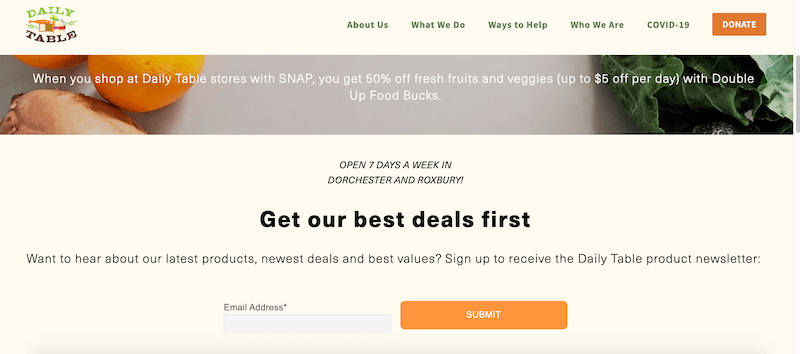 DAILY
TABLE
About Us
What We Do
Ways to Help
Who We Are
COVID-19
DONATE
When you shop at Daily Table stores with SNAP, you get 50% off fresh fruits and veggies (up to $5 off per day) with Double
Up Food Bucks.
OPEN 7 DAYS A WEEK IN
DORCHESTER AND ROXBURY!
Get our best deals first
Want to hear about our latest products, newest deals and best values? Sign up to receive the Daily Table product newsletter:
Email Address*
SUBMIT